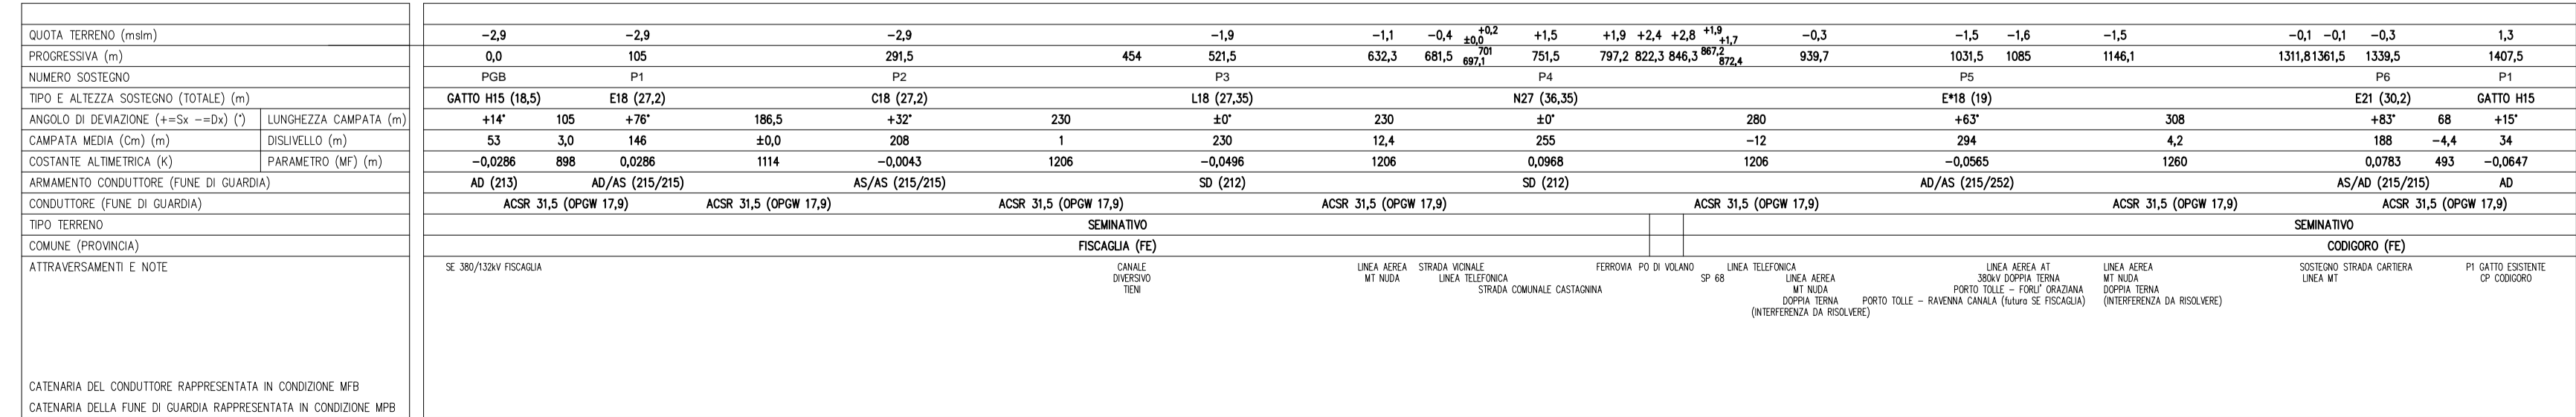 QUOTA TERRENO (mslm) −2,9 −2,9 −2,9 −1,9 −1,1 −0,4 ±0,0 +0,2 +1,5 +1,9 +2,4 +2,8 +1,9 +1,7 −0,3 −1,5 −1,6 −1,5 −0,1 −0,1 −0,3 1,3
PROGRESSIVA (m) 0,0 105 291,5 454 521,5 632,3 681,5 697,1 701 751,5 797,2 822,3 846,3 867,2 872,4 939,7 1031,5 1085 1146,1 1311,8 1361,5 1339,5 1407,5
NUMERO SOSTEGNO PGB P1 P2 P3 P4 P5 P6 P1
TIPO E ALTEZZA SOSTEGNO (TOTALE) (m) GATTO H15 (18,5) E18 (27,2) C18 (27,2) L18 (27,35) N27 (36,35) E*18 (19) E21 (30,2) GATTO H15
ANGOLO DI DEVIAZIONE (+=Sx −=Dx) (°) LUNGHEZZA CAMPATA (m) +14° 105 +76° 186,5 +32° 230 ±0° 230 ±0° 280 +63° 308 +83° 68 +15°
CAMPATA MEDIA (Cm) (m) DISLIVELLO (m) 53 3,0 146 ±0,0 208 1 230 12,4 255 −12 294 4,2 188 −4,4 34
COSTANTE ALTIMETRICA (K) PARAMETRO (MF) (m) −0,0286 898 0,0286 1114 −0,0043 1206 −0,0496 1206 0,0968 1206 −0,0565 1260 0,0783 493 −0,0647
ARMAMENTO CONDUTTORE (FUNE DI GUARDIA) AD (213) AD/AS (215/215) AS/AS (215/215) SD (212) SD (212) AD/AS (215/252) AS/AD (215/215) AD
CONDUTTORE (FUNE DI GUARDIA) ACSR 31,5 (OPGW 17,9) ACSR 31,5 (OPGW 17,9) ACSR 31,5 (OPGW 17,9) ACSR 31,5 (OPGW 17,9) ACSR 31,5 (OPGW 17,9) ACSR 31,5 (OPGW 17,9) ACSR 31,5 (OPGW 17,9)
TIPO TERRENO SEMINATIVO SEMINATIVO
COMUNE (PROVINCIA) FISCAGLIA (FE) CODIGORO (FE)
ATTRAVERSAMENTI E NOTE SE 380/132kV FISCAGLIA CANALE LINEA AEREA STRADA VICINALE FERROVIA PO DI VOLANO LINEA TELEFONICA LINEA AEREA AT LINEA AEREA SOSTEGNO STRADA CARTIERA P1 GATTO ESISTENTE
DIVERSIVO MT NUDA LINEA TELEFONICA SP 68 LINEA AEREA 380kV DOPPIA TERNA MT NUDA LINEA MT CP CODIGORO
TIENI STRADA COMUNALE CASTAGNINA MT NUDA PORTO TOLLE − FORLI' ORAZIANA DOPPIA TERNA
DOPPIA TERNA PORTO TOLLE − RAVENNA CANALA (futura SE FISCAGLIA) (INTERFERENZA DA RISOLVERE)
(INTERFERENZA DA RISOLVERE)
CATENARIA DEL CONDUTTORE RAPPRESENTATA IN CONDIZIONE MFB
CATENARIA DELLA FUNE DI GUARDIA RAPPRESENTATA IN CONDIZIONE MPB